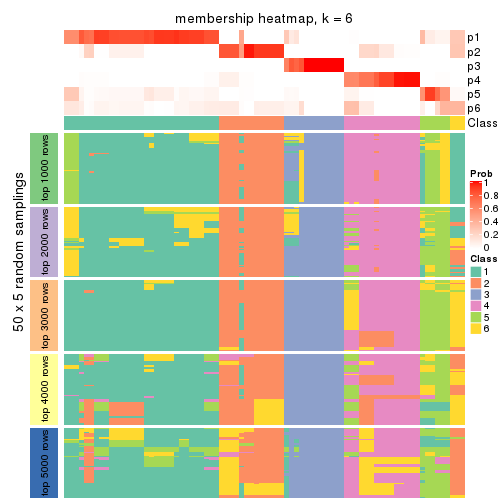 membership heatmap, k = 6
p1
p2
p3
p4
p5
p6
Class
50 x 5 random samplings
top 1000 rows
top 2000 rows
top 3000 rows
top 4000 rows
top 5000 rows
Prob
1
0.8
0.6
0.4
0.2
0
Class
1
2
3
4
5
6